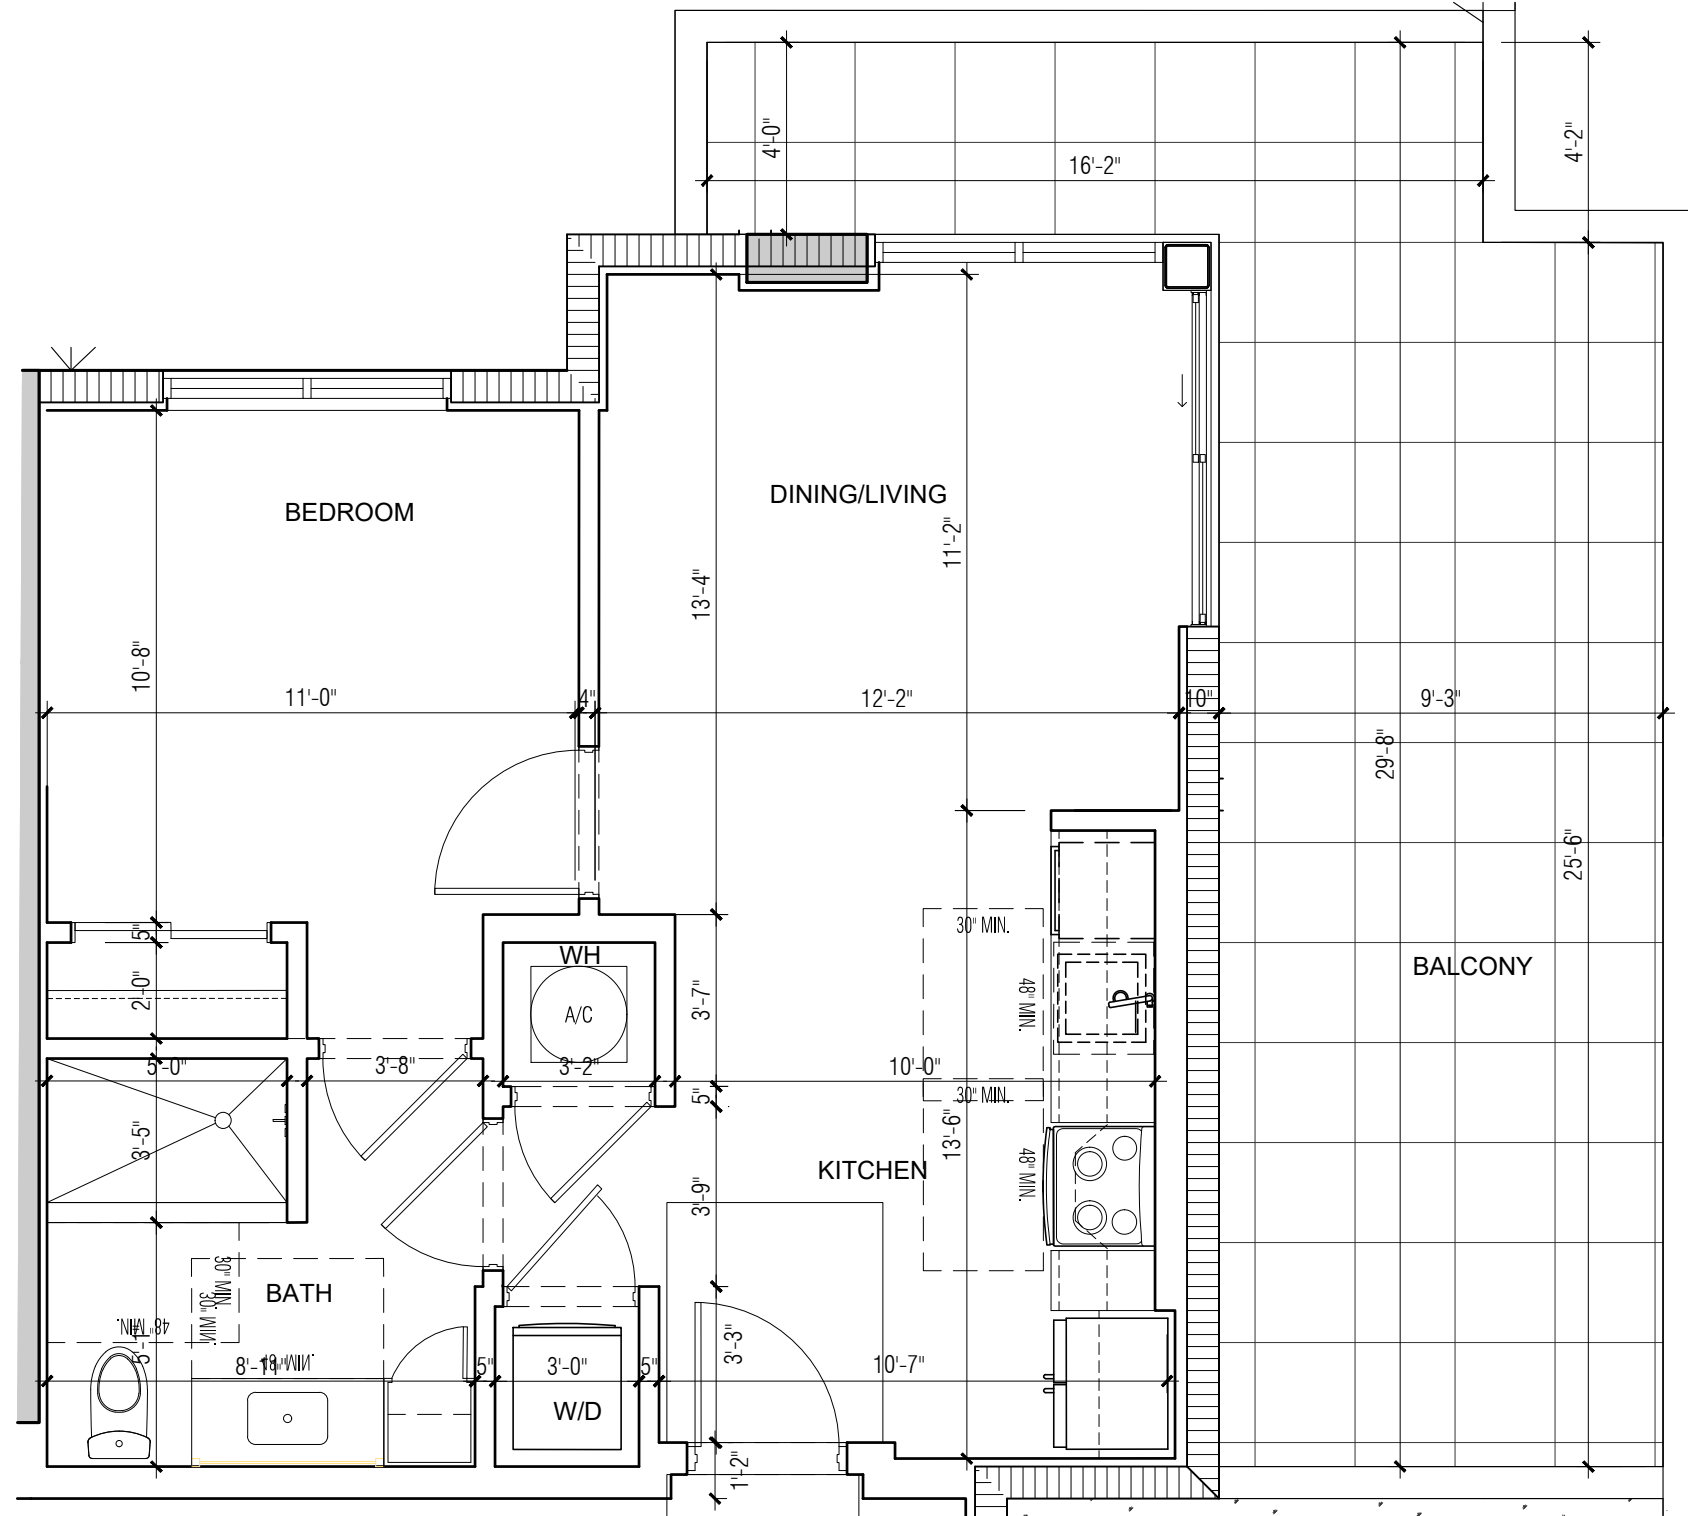 4'-0"
4'-2"
16'-2"
BEDROOM
DINING/LIVING
11'-2"
13'-4"
10'-8"
11'-0"
4"
12'-2"
10"
9'-3"
29'-8"
25'-6"
30" MIN.
5"
WH
BALCONY
2'-0"
A/C
3'-7"
48" MIN.
5'-0"
3'-8"
3'-2"
10'-0"
5"
30" MIN.
3'-5"
13'-6"
KITCHEN
48" MIN.
3'-9"
30" MIN.
BATH
30" MIN.
48" MIN.
5'-1"
3'-3"
8'-11"
48" MIN.
5"
3'-0"
5"
10'-7"
W/D
1'-2"